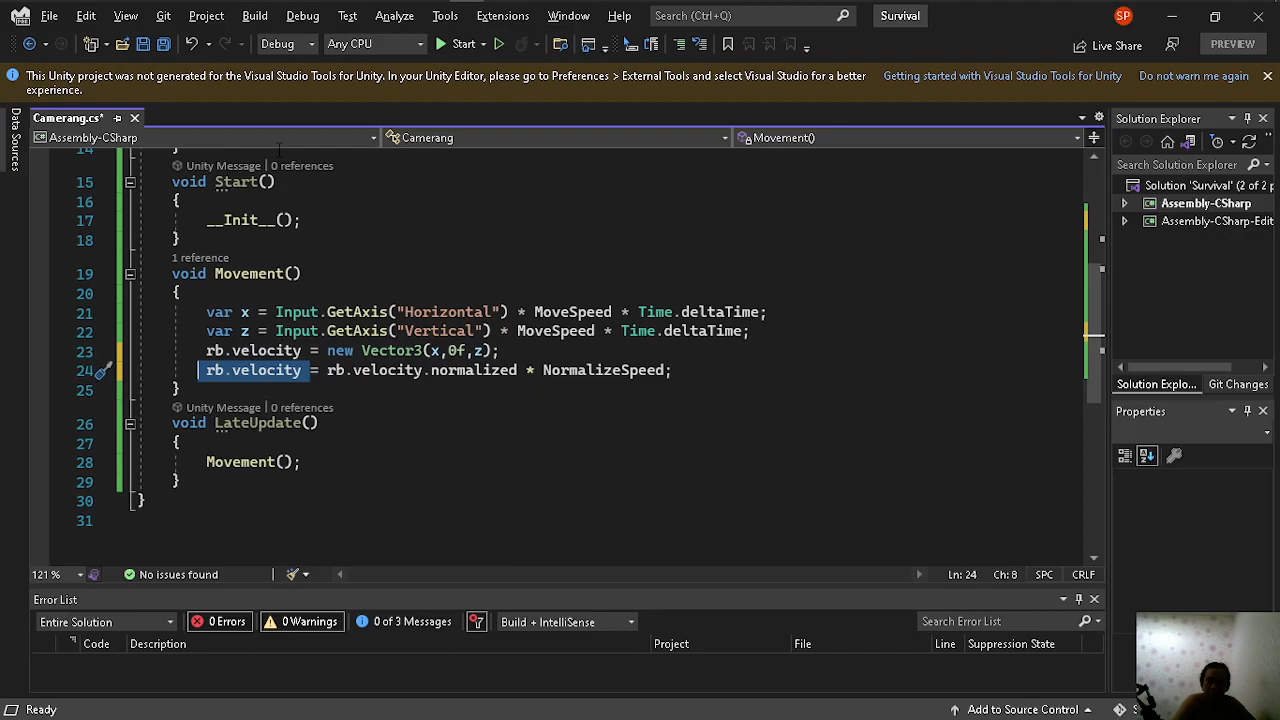 File Edit View Git Project Build Debug Test Analyze Tools Extensions Window Help Search (Ctrl+Q) Survival SP
Debug Any CPU Start Live Share PREVIEW
This Unity project was not generated for the Visual Studio Tools for Unity. In your Unity Editor, please go to Preferences > External Tools and select Visual Studio for a better
experience.
Getting started with Visual Studio Tools for Unity Do not warn me again
Data Sources
Camerang.cs*
Assembly-CSharp Camerang Movement()
14 }
Unity Message | 0 references
15 void Start()
16 {
17 __Init__();
18 }
1 reference
19 void Movement()
20 {
21 var x = Input.GetAxis("Horizontal") * MoveSpeed * Time.deltaTime;
22 var z = Input.GetAxis("Vertical") * MoveSpeed * Time.deltaTime;
23 rb.velocity = new Vector3(x,0f,z);
24 rb.velocity = rb.velocity.normalized * NormalizeSpeed;
25 }
Unity Message | 0 references
26 void LateUpdate()
27 {
28 Movement();
29 }
30 }
31
121 % No issues found Ln: 24 Ch: 8 SPC CRLF
Solution Explorer
Search Solution Explorer
Solution 'Survival' (2 of 2 p
Assembly-CSharp
Assembly-CSharp-Edit
Solution Explo... Git Changes
Properties
Error List
Entire Solution 0 Errors 0 Warnings 0 of 3 Messages Build + IntelliSense Search Error List
Code Description Project File Line Suppression State
Ready Add to Source Control